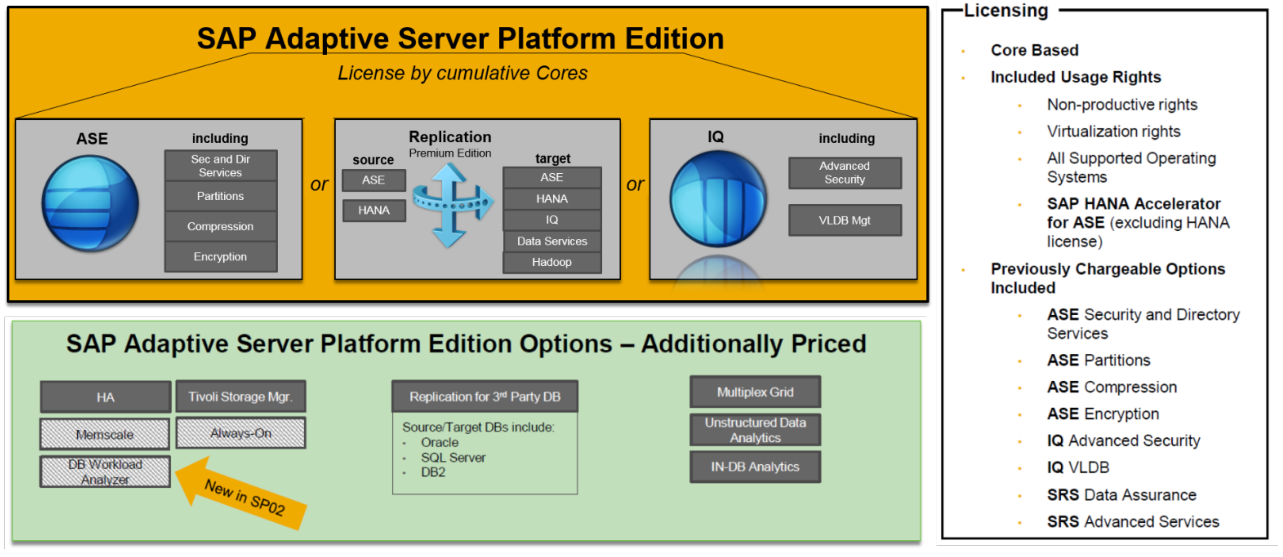 SAP Adaptive Server Platform Edition
License by cumulative Cores
ASE
including
Sec and Dir
Services
Partitions
Compression
Encryption
or
Replication
Premium Edition
source
ASE
HANA
target
ASE
HANA
IQ
Data Services
Hadoop
or
IQ
including
Advanced
Security
VLDB Mgt
SAP Adaptive Server Platform Edition Options – Additionally Priced
HA
Tivoli Storage Mgr.
Memscale
Always-On
DB Workload
Analyzer
New in SP02
Replication for 3rd Party DB
Source/Target DBs include:
• Oracle
• SQL Server
• DB2
Multiplex Grid
Unstructured Data
Analytics
IN-DB Analytics
Licensing
• Core Based
• Included Usage Rights
• Non-productive rights
• Virtualization rights
• All Supported Operating
Systems
• SAP HANA Accelerator
for ASE (excluding HANA
license)
• Previously Chargeable Options
Included
• ASE Security and Directory
Services
• ASE Partitions
• ASE Compression
• ASE Encryption
• IQ Advanced Security
• IQ VLDB
• SRS Data Assurance
• SRS Advanced Services